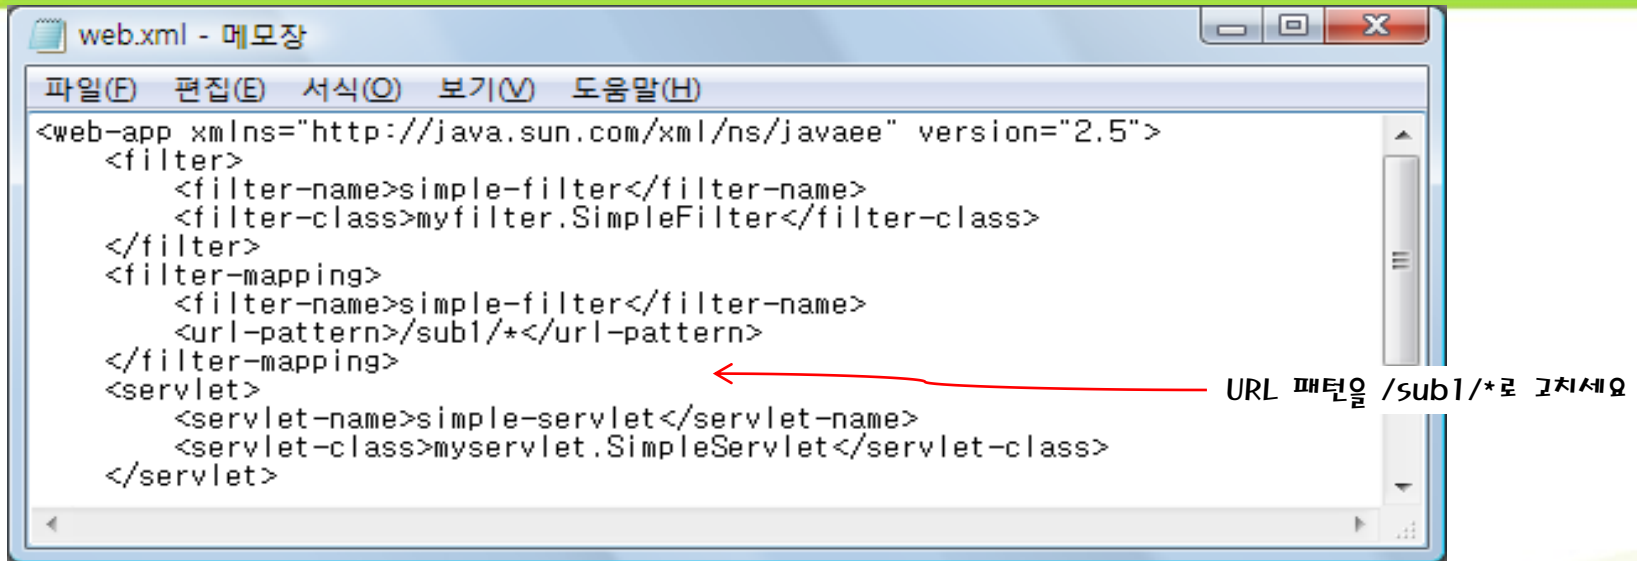 web.xml - 메모장
파일(F) 편집(E) 서식(O) 보기(V) 도움말(H)
<web-app xmlns="http://java.sun.com/xml/ns/javaee" version="2.5">
    <filter>
        <filter-name>simple-filter</filter-name>
        <filter-class>myfilter.SimpleFilter</filter-class>
    </filter>
    <filter-mapping>
        <filter-name>simple-filter</filter-name>
        <url-pattern>/sub1/*</url-pattern>
    </filter-mapping>
    <servlet>
        <servlet-name>simple-servlet</servlet-name>
        <servlet-class>myservlet.SimpleServlet</servlet-class>
    </servlet>
URL 패턴을 /sub1/*로 고치세요